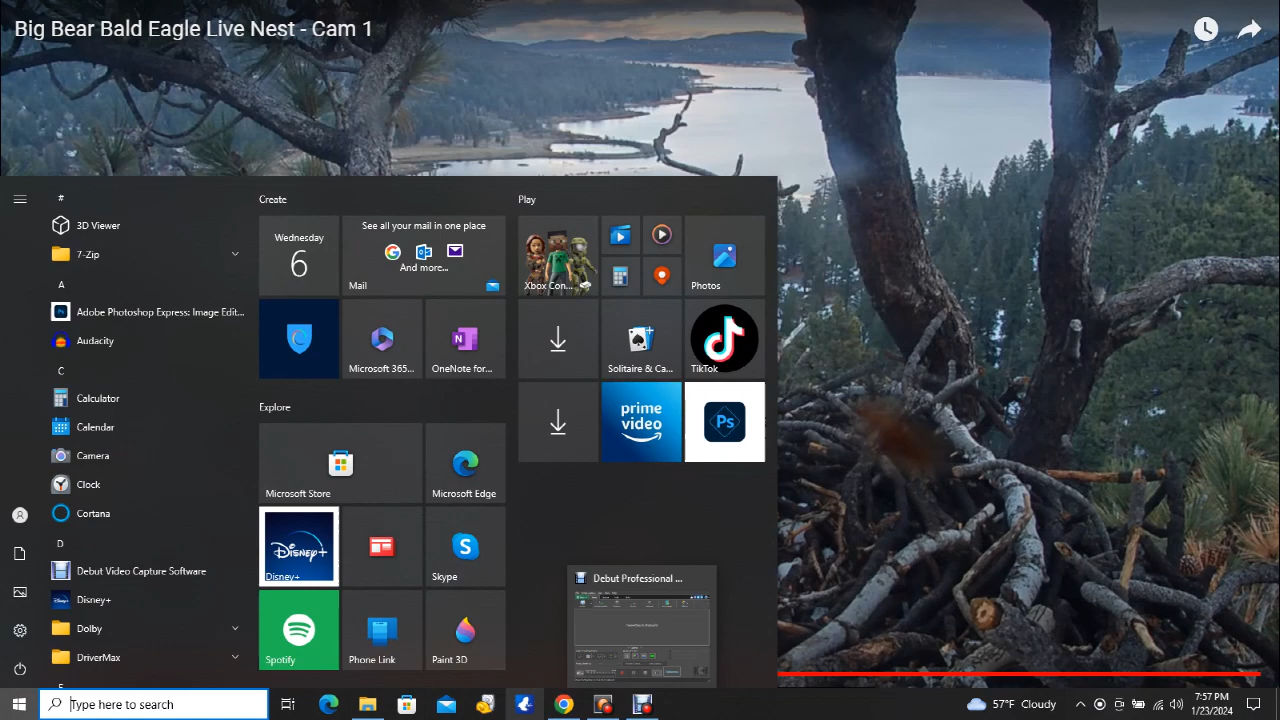 Big Bear Bald Eagle Live Nest - Cam 1
#
3D Viewer
7-Zip
A
Adobe Photoshop Express: Image Edit...
Audacity
C
Calculator
Calendar
Camera
Clock
Cortana
D
Debut Video Capture Software
Disney+
Dolby
DriverMax
Create
Wednesday
6
See all your mail in one place
And more...
Mail
Microsoft 365...
OneNote for...
Explore
Microsoft Store
Microsoft Edge
Disney+
Disney+
Skype
Spotify
Phone Link
Paint 3D
Play
Xbox Con...
Photos
Solitaire & Ca...
TikTok
prime video
Ps
Debut Professional ...
Type here to search
57°F Cloudy
7:57 PM
1/23/2024